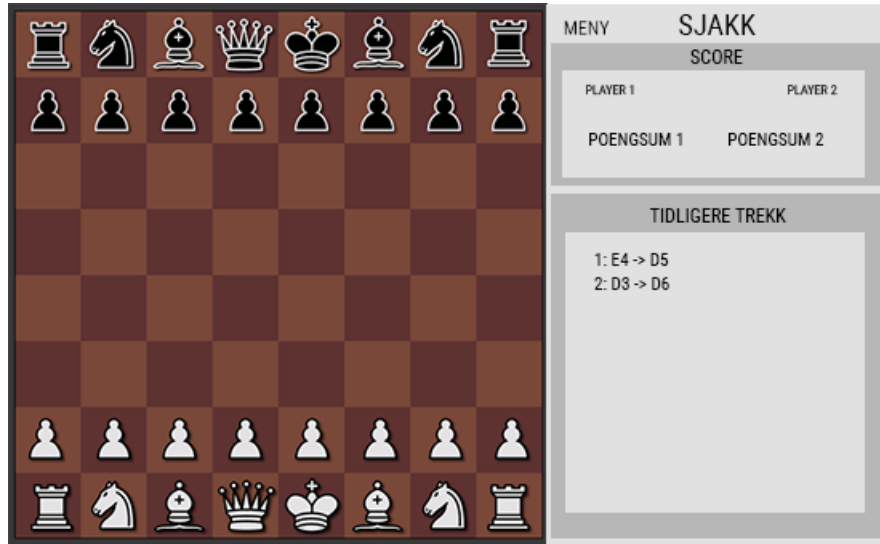 MENY SJAKK
SCORE
PLAYER 1 PLAYER 2
POENGSUM 1 POENGSUM 2
TIDLIGERE TREKK
1: E4 -> D5
2: D3 -> D6